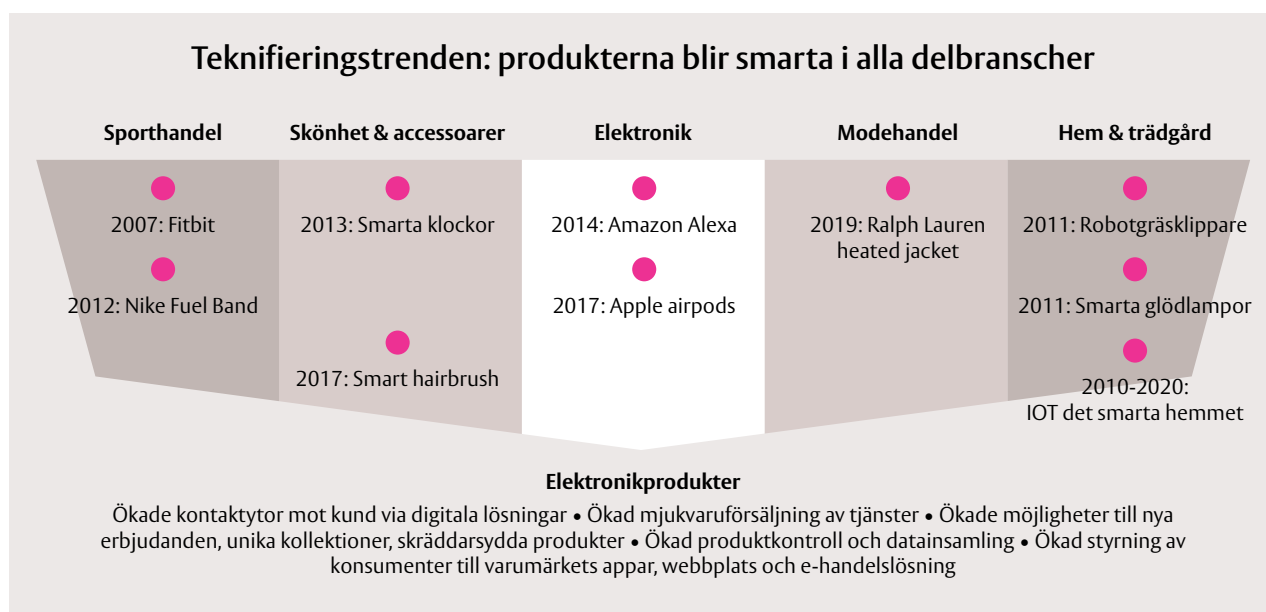 Teknifieringstrenden: produkterna blir smarta i alla delbranscher
Sporthandel
2007: Fitbit
2012: Nike Fuel Band
Skönhet & accessoarer
2013: Smarta klockor
2017: Smart hairbrush
Elektronik
2014: Amazon Alexa
2017: Apple airpods
Modehandel
2019: Ralph Lauren
heated jacket
Hem & trädgård
2011: Robotgräsklippare
2011: Smarta glödlampor
2010-2020:
IOT det smarta hemmet
Elektronikprodukter
Ökade kontaktytor mot kund via digitala lösningar • Ökad mjukvaruförsäljning av tjänster • Ökade möjligheter till nya
erbjudanden, unika kollektioner, skräddarsydda produkter • Ökad produktkontroll och datainsamling • Ökad styrning av
konsumenter till varumärkets appar, webbplats och e-handelslösning